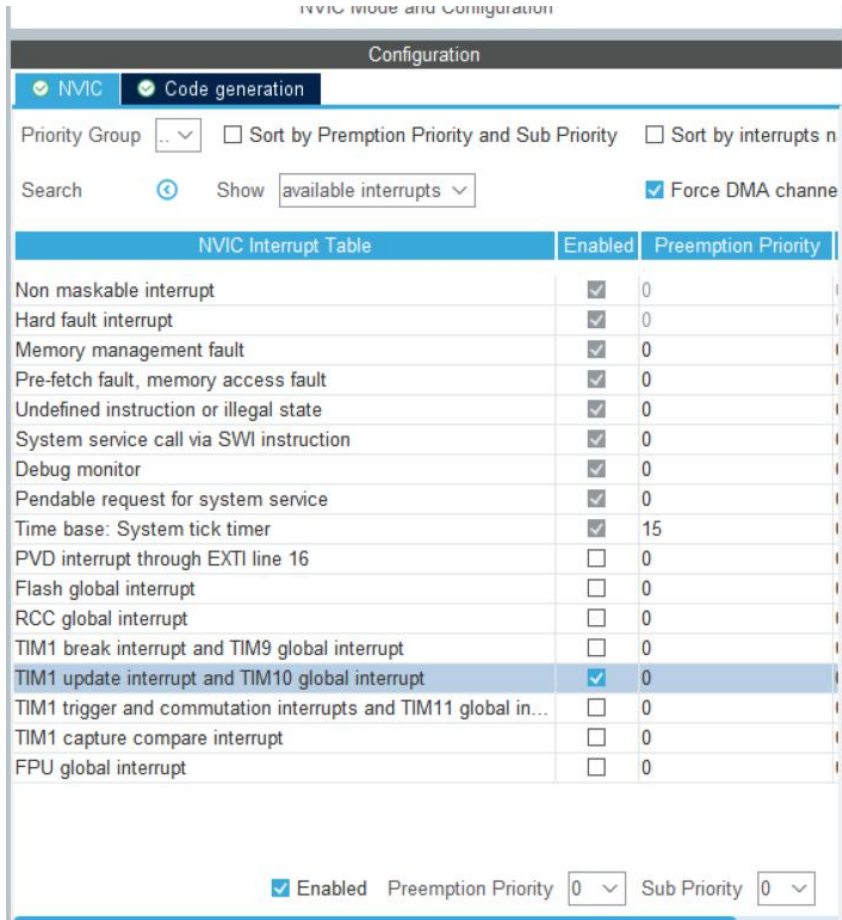 NVIC Mode and Configuration
Configuration
NVIC Code generation
Priority Group .. Sort by Premption Priority and Sub Priority Sort by interrupts n
Search Show available interrupts Force DMA channe
NVIC Interrupt Table Enabled Preemption Priority
Non maskable interrupt 0
Hard fault interrupt 0
Memory management fault 0
Pre-fetch fault, memory access fault 0
Undefined instruction or illegal state 0
System service call via SWI instruction 0
Debug monitor 0
Pendable request for system service 0
Time base: System tick timer 15
PVD interrupt through EXTI line 16 0
Flash global interrupt 0
RCC global interrupt 0
TIM1 break interrupt and TIM9 global interrupt 0
TIM1 update interrupt and TIM10 global interrupt 0
TIM1 trigger and commutation interrupts and TIM11 global in... 0
TIM1 capture compare interrupt 0
FPU global interrupt 0
Enabled Preemption Priority 0 Sub Priority 0